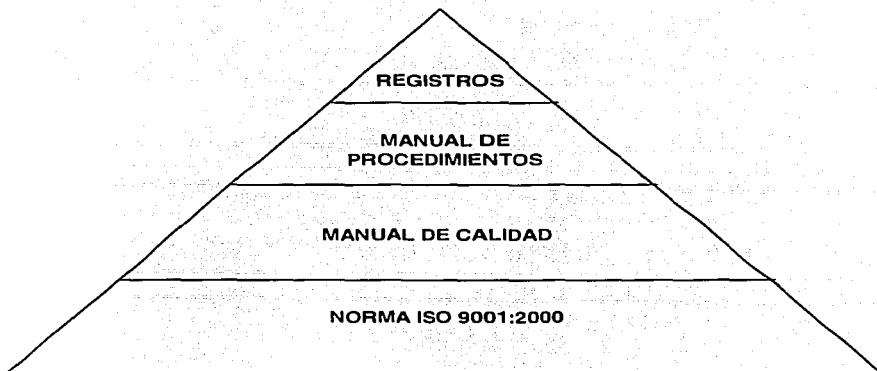 REGISTROS
MANUAL DE
PROCEDIMIENTOS
MANUAL DE CALIDAD
NORMA ISO 9001:2000